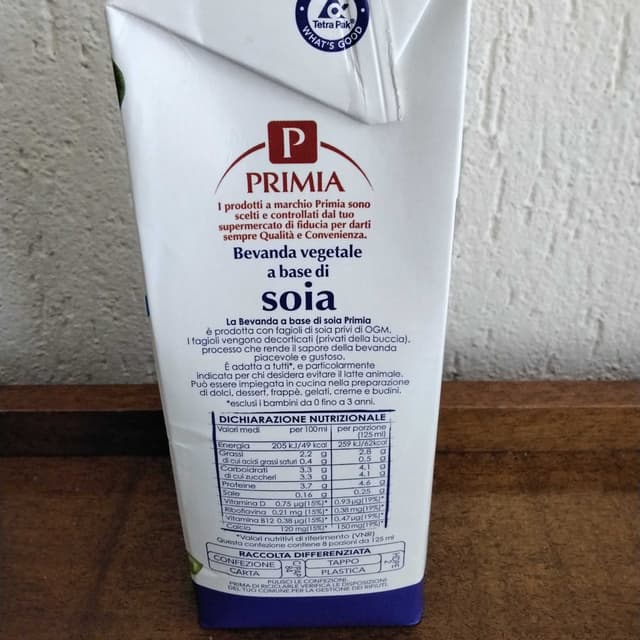 Tetra Pak®
WHAT'S GOOD
P
PRIMIA
I prodotti a marchio Primia sono
scelti e controllati dal tuo
supermercato di fiducia per darti
sempre Qualità e Convenienza.
Bevanda vegetale
a base di
soia
La Bevanda a base di soia Primia
è prodotta con fagioli di soia privi di OGM.
I fagioli vengono decorticati (privati della buccia),
processo che rende il sapore della bevanda
piacevole e gustoso.
È adatta a tutti*, e particolarmente
indicata per chi desidera evitare il latte animale.
Può essere impiegata in cucina nella preparazione
di dolci, dessert, frappè, gelati, creme e budini.
*esclusi i bambini da 0 fino a 3 anni.
DICHIARAZIONE NUTRIZIONALE
Valori medi per 100ml per porzione
(125 ml)
Energia 205 kJ/49 kcal 259 kJ/62kcal
Grassi 2.2 g 2.8 g
di cui acidi grassi saturi 0.4 g 0.5 g
Carboidrati 3.3 g 4.1 g
di cui zuccheri 3.3 g 4.1 g
Proteine 3.7 g 4.6 g
Sale 0.16 g 0.25 g
Vitamina D 0,75 µg(15%)* 0,93µg(19%)*
Riboflavina 0.21 mg (15%)* 0,38 mg(19%)*
Vitamina B12 0,38 µg(15%)* 0,47µg(19%)*
Calcio 120 mg(15%)* 150 mg(19%)*
*Valori nutritivi di riferimento (VNR)
Questa confezione contiene 8 porzioni da 125 ml
RACCOLTA DIFFERENZIATA
CONFEZIONE C/PAP TAPPO HDPE
CARTA PLASTICA 2
PULISCI LE CONFEZIONI
PRIMA DI RICICLARLE VERIFICA LE DISPOSIZIONI
DEL TUO COMUNE PER LA GESTIONE DEI RIFIUTI.